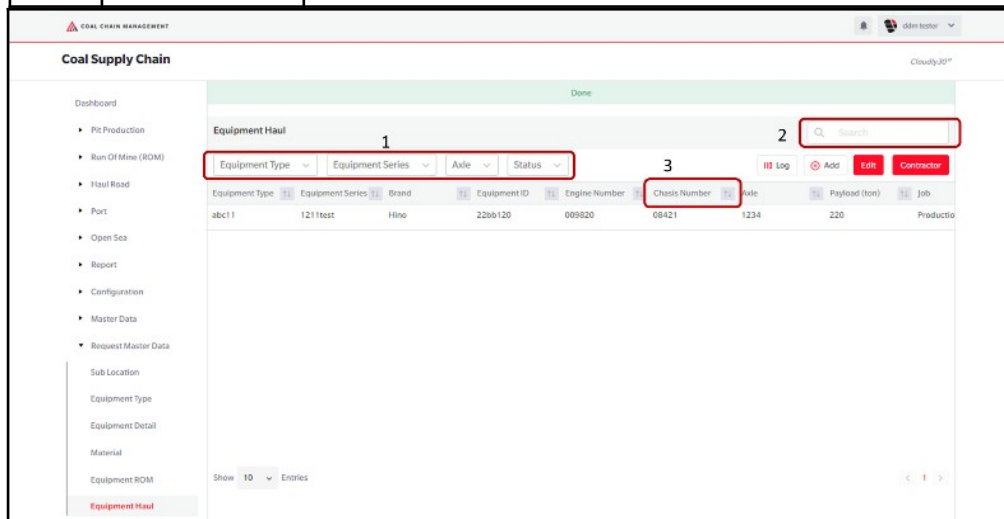 COAL CHAIN MANAGEMENT
ddm tester
Coal Supply Chain
Cloudy,30°
Dashboard
Pit Production
Run Of Mine (ROM)
Haul Road
Port
Open Sea
Report
Configuration
Master Data
Request Master Data
Sub Location
Equipment Type
Equipment Detail
Material
Equipment ROM
Equipment Haul
Done
Equipment Haul
1
2
Search
Equipment Type Equipment Series Axle Status
3
Log Add Edit Contractor
Equipment Type Equipment Series Brand Equipment ID Engine Number Chasis Number Axle Payload (ton) Job
abc11 1211test Hino 22bb120 009820 08421 1234 220 Productio
Show 10 Entries
1